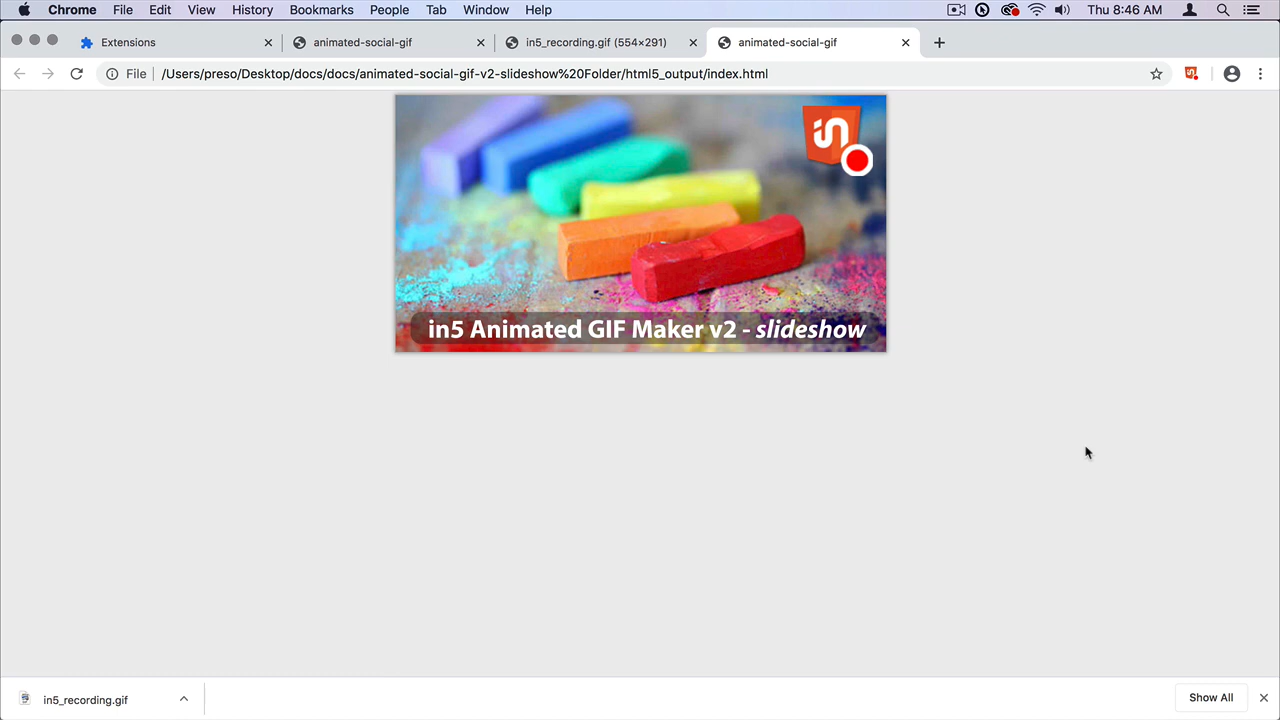 Chrome File Edit View History Bookmarks People Tab Window Help Thu 8:46 AM
Extensions animated-social-gif in5_recording.gif (554×291) animated-social-gif
File /Users/preso/Desktop/docs/docs/animated-social-gif-v2-slideshow%20Folder/html5_output/index.html
in
in5 Animated GIF Maker v2 - slideshow
in5_recording.gif Show All